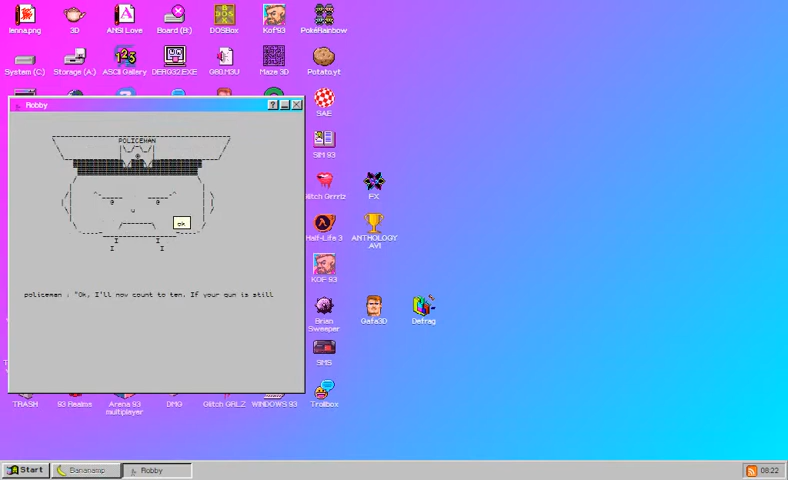 lenna.png 3D ANSI Love Board (B:) DOSBox Kof'93 PokéRainbow
System (C:) Storage (A:) ASCII Gallery DERG32.EXE G80.M3U Maze 3D Potato.yt
Robby
SAE
POLICEMAN
SIM 93
Glitch Grrrlz FX
ok
Half-Life 3 ANTHOLOGY.AVI
KOF 93
policeman : "Ok, I'll now count to ten. If your gun is still
Brian Sweeper Gafa3D Defrag
SMS
TRASH 93 Realms Arena 93 multiplayer DMG Glitch GRLZ WINDOWS 93 Trollbox
Start Bananamp Robby 08:22